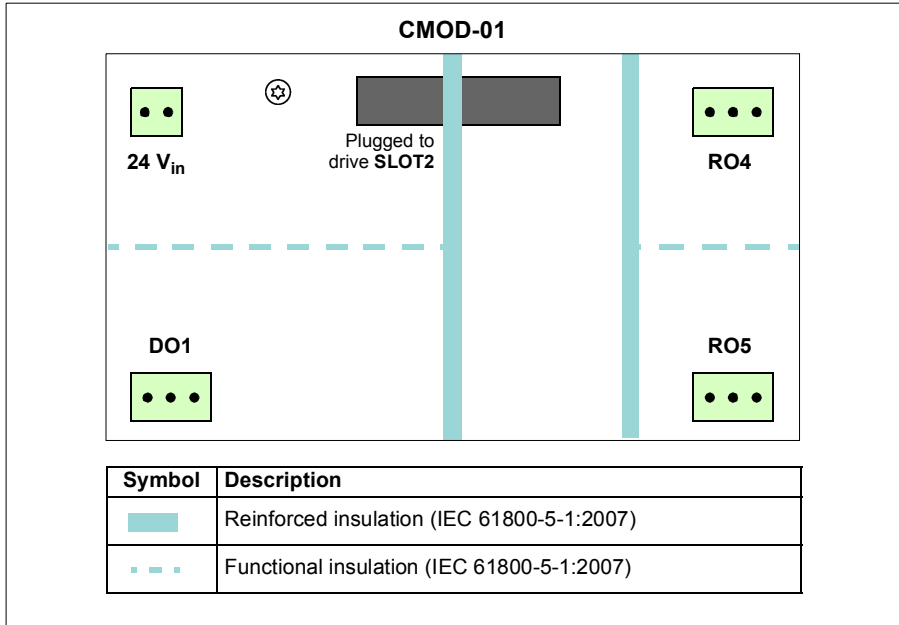 CMOD-01
24 Vin
Plugged to
drive SLOT2
RO4
DO1
RO5
Symbol Description
Reinforced insulation (IEC 61800-5-1:2007)
Functional insulation (IEC 61800-5-1:2007)